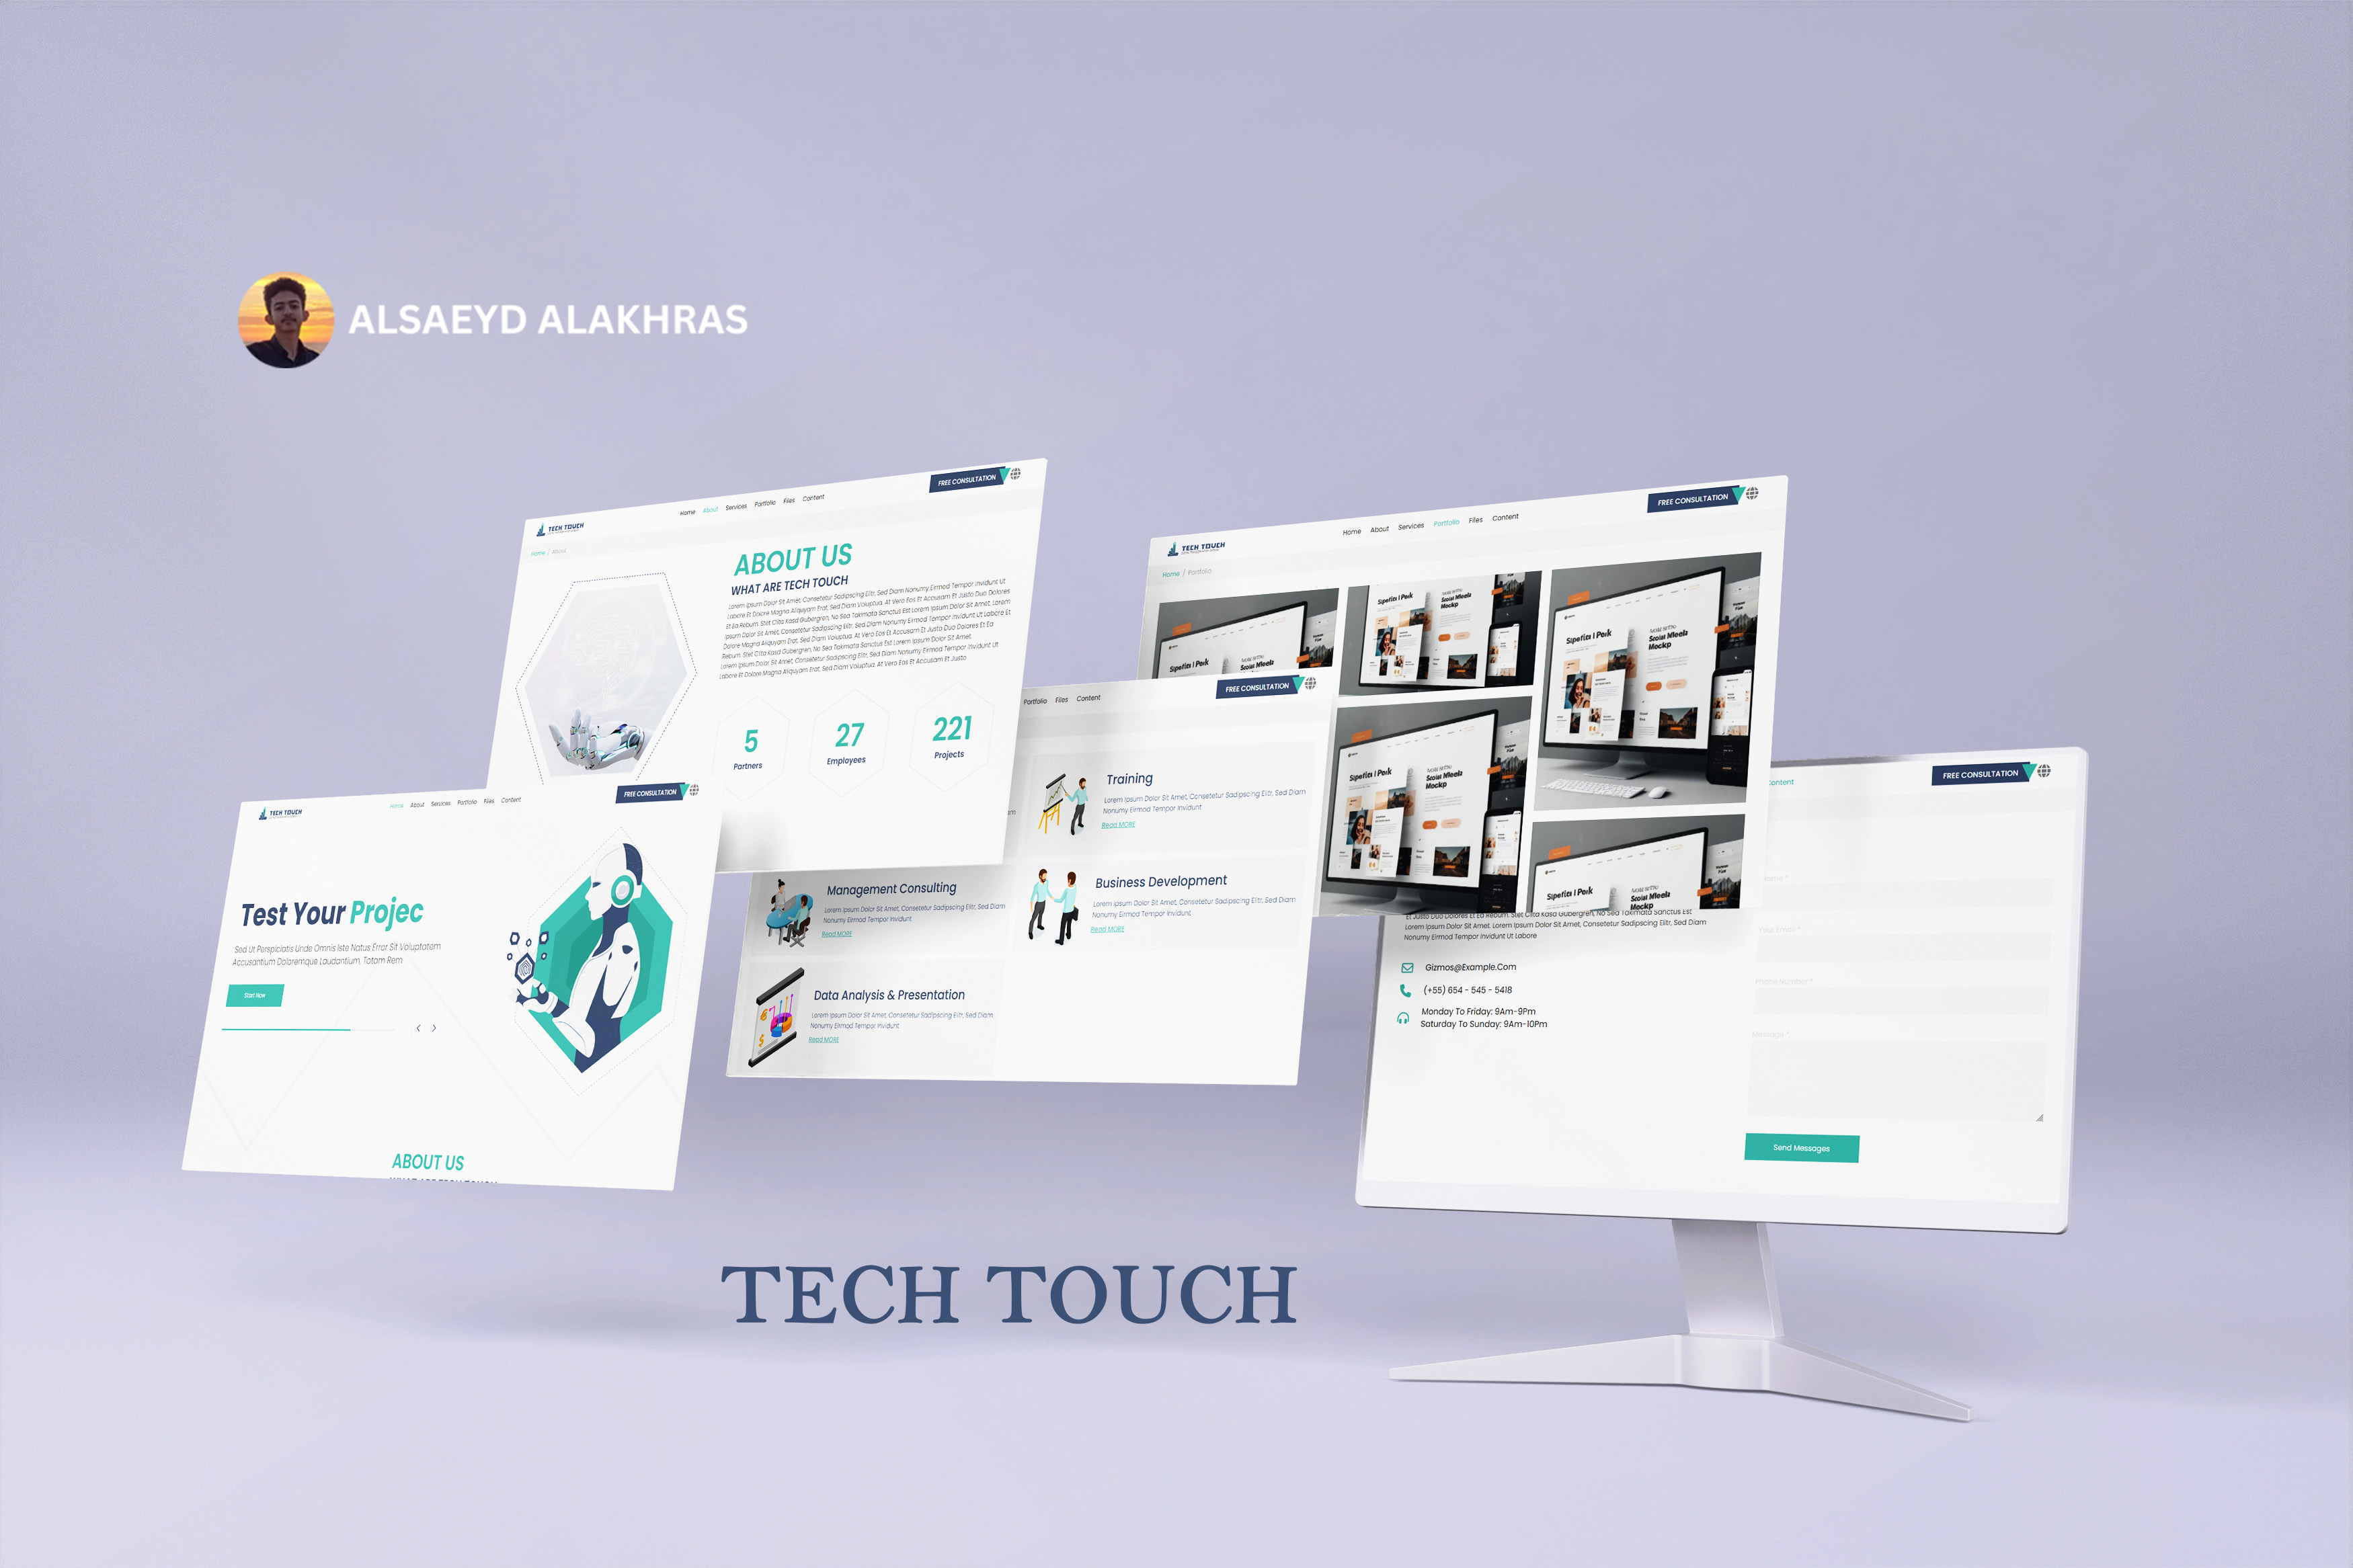 ALSAEYD ALAKHRAS
TECH TOUCH
Home About Services Portfolio Files Content
FREE CONSULTATION
Home / About
ABOUT US
WHAT ARE TECH TOUCH
Lorem Ipsum Dolor Sit Amet, Consetetur Sadipscing Elitr, Sed Diam Nonumy Eirmod Tempor Invidunt Ut
Labore Et Dolore Magna Aliquyam Erat, Sed Diam Voluptua. At Vero Eos Et Accusam Et Justo Duo Dolores
Et Ea Rebum. Stet Clita Kasd Gubergren, No Sea Takimata Sanctus Est Lorem Ipsum Dolor Sit Amet. Lorem
Ipsum Dolor Sit Amet, Consetetur Sadipscing Elitr, Sed Diam Nonumy Eirmod Tempor Invidunt Ut Labore Et
Dolore Magna Aliquyam Erat, Sed Diam Voluptua. At Vero Eos Et Accusam Et Justo Duo Dolores Et Ea
Rebum. Stet Clita Kasd Gubergren, No Sea Takimata Sanctus Est Lorem Ipsum Dolor Sit Amet
Lorem Ipsum Dolor Sit Amet, Consetetur Sadipscing Elitr, Sed Diam Nonumy Eirmod Tempor Invidunt Ut
Labore Et Dolore Magna Aliquyam Erat, Sed Diam Voluptua. At Vero Eos Et Accusam Et Justo
5
Partners
27
Employees
221
Projects
TECH TOUCH
Home About Services Portfolio Files Content
FREE CONSULTATION
Home / Portfolio
TECH TOUCH
Home About Services Portfolio Files Content
FREE CONSULTATION
Test Your Projec
Sed Ut Perspiciatis Unde Omnis Iste Natus Error Sit Voluptatem
Accusantium Doloremque Laudantium, Totam Rem
Start Now
ABOUT US
WHAT ARE TECH TOUCH
Portfolio Files Content
FREE CONSULTATION
Training
Lorem Ipsum Dolor Sit Amet, Consetetur Sadipscing Elitr, Sed Diam
Nonumy Eirmod Tempor Invidunt
Read MORE
Management Consulting
Lorem Ipsum Dolor Sit Amet, Consetetur Sadipscing Elitr, Sed Diam
Nonumy Eirmod Tempor Invidunt
Read MORE
Business Development
Lorem Ipsum Dolor Sit Amet, Consetetur Sadipscing Elitr, Sed Diam
Nonumy Eirmod Tempor Invidunt
Read MORE
Data Analysis & Presentation
Lorem Ipsum Dolor Sit Amet, Consetetur Sadipscing Elitr, Sed Diam
Nonumy Eirmod Tempor Invidunt
Read MORE
Content
FREE CONSULTATION
Et Justo Duo Dolores Et Ea Rebum. Stet Clita Kasd Gubergren, No Sea Takimata Sanctus Est
Lorem Ipsum Dolor Sit Amet. Lorem Ipsum Dolor Sit Amet, Consetetur Sadipscing Elitr, Sed Diam
Nonumy Eirmod Tempor Invidunt Ut Labore
Gizmos@Example.Com
(+55) 654 - 545 - 5418
Monday To Friday: 9Am-9Pm
Saturday To Sunday: 9Am-10Pm
Name *
Your Email *
Phone Number *
Message *
Send Messages
TECH TOUCH